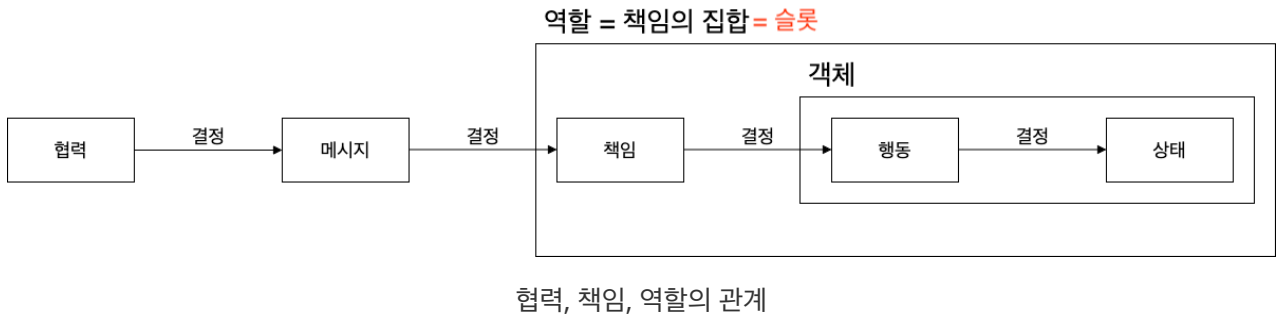 역할 = 책임의 집합 = 슬롯
객체
협력
결정
메시지
결정
책임
결정
행동
결정
상태
협력, 책임, 역할의 관계